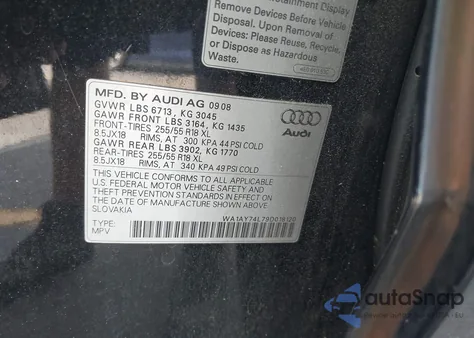 Entertainment Display
Remove Devices Before Vehicle
Disposal. Upon Removal of
Devices: Please Reuse, Recycle,
or Dispose as Hazardous
Waste.
MFD. BY AUDI AG 09 08
GVWR LBS 6713, KG 3045
GAWR FRONT LBS 3164, KG 1435
FRONT-TIRES 255/55 R18 XL
8.5JX18 RIMS, AT 300 KPA 44 PSI COLD
GAWR REAR LBS 3902, KG 1770
REAR-TIRES 255/55 R18 XL
8.5JX18 RIMS, AT 340 KPA 49 PSI COLD
Audi
THIS VEHICLE CONFORMS TO ALL APPLICABLE
U.S. FEDERAL MOTOR VEHICLE SAFETY AND
THEFT PREVENTION STANDARDS IN EFFECT ON
THE DATE OF MANUFACTURE SHOWN ABOVE.
SLOVAKIA
TYPE:
MPV
autoSnap